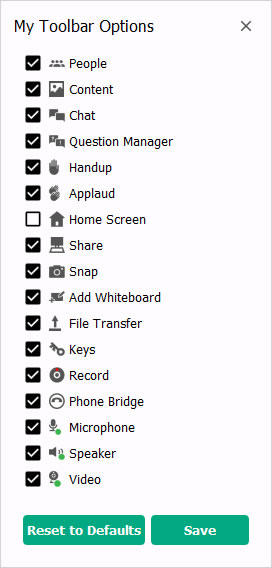 My Toolbar Options
People
Content
Chat
Question Manager
Handup
Applaud
Home Screen
Share
Snap
Add Whiteboard
File Transfer
Keys
Record
Phone Bridge
Microphone
Speaker
Video
Reset to Defaults Save